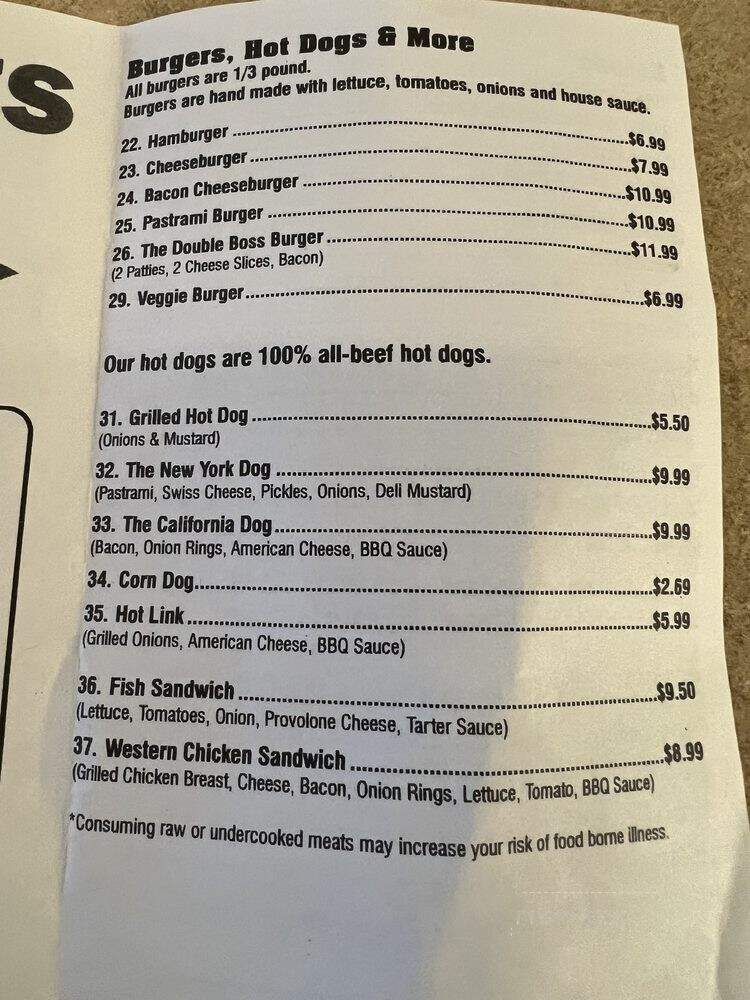 'S
Burgers, Hot Dogs & More
All burgers are 1/3 pound.
Burgers are hand made with lettuce, tomatoes, onions and house sauce.
22. Hamburger ........ $6.99
23. Cheeseburger ........ $7.99
24. Bacon Cheeseburger ........ $10.99
25. Pastrami Burger ........ $10.99
26. The Double Boss Burger ........ $11.99
(2 Patties, 2 Cheese Slices, Bacon)
29. Veggie Burger ........ $6.99
Our hot dogs are 100% all-beef hot dogs.
31. Grilled Hot Dog ........ $5.50
(Onions & Mustard)
32. The New York Dog ........ $9.99
(Pastrami, Swiss Cheese, Pickles, Onions, Deli Mustard)
33. The California Dog ........ $9.99
(Bacon, Onion Rings, American Cheese, BBQ Sauce)
34. Corn Dog ........ $2.69
35. Hot Link ........ $5.99
(Grilled Onions, American Cheese, BBQ Sauce)
36. Fish Sandwich ........ $9.50
(Lettuce, Tomatoes, Onion, Provolone Cheese, Tarter Sauce)
37. Western Chicken Sandwich ........ $8.99
(Grilled Chicken Breast, Cheese, Bacon, Onion Rings, Lettuce, Tomato, BBQ Sauce)
*Consuming raw or undercooked meats may increase your risk of food borne illness.